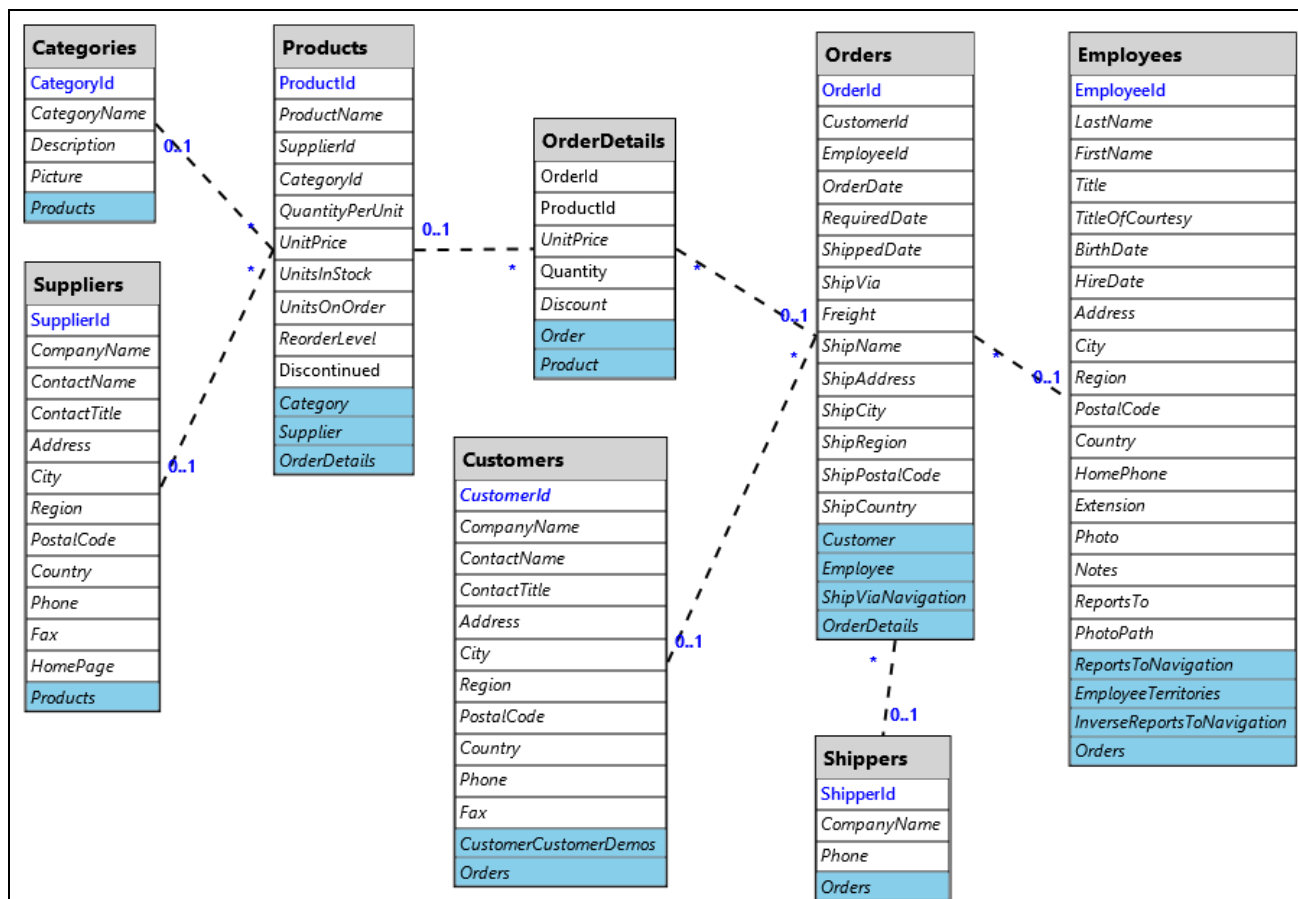 Categories
CategoryId
CategoryName
Description
Picture
Products
0..1
*
Suppliers
SupplierId
CompanyName
ContactName
ContactTitle
Address
City
Region
PostalCode
Country
Phone
Fax
HomePage
Products
0..1
*
Products
ProductId
ProductName
SupplierId
CategoryId
QuantityPerUnit
UnitPrice
UnitsInStock
UnitsOnOrder
ReorderLevel
Discontinued
Category
Supplier
OrderDetails
0..1
*
OrderDetails
OrderId
ProductId
UnitPrice
Quantity
Discount
Order
Product
*
0..1
Customers
CustomerId
CompanyName
ContactName
ContactTitle
Address
City
Region
PostalCode
Country
Phone
Fax
CustomerCustomerDemos
Orders
0..1
*
Orders
OrderId
CustomerId
EmployeeId
OrderDate
RequiredDate
ShippedDate
ShipVia
Freight
ShipName
ShipAddress
ShipCity
ShipRegion
ShipPostalCode
ShipCountry
Customer
Employee
ShipViaNavigation
OrderDetails
*
0..1
*
0..1
Shippers
ShipperId
CompanyName
Phone
Orders
Employees
EmployeeId
LastName
FirstName
Title
TitleOfCourtesy
BirthDate
HireDate
Address
City
Region
PostalCode
Country
HomePhone
Extension
Photo
Notes
ReportsTo
PhotoPath
ReportsToNavigation
EmployeeTerritories
InverseReportsToNavigation
Orders